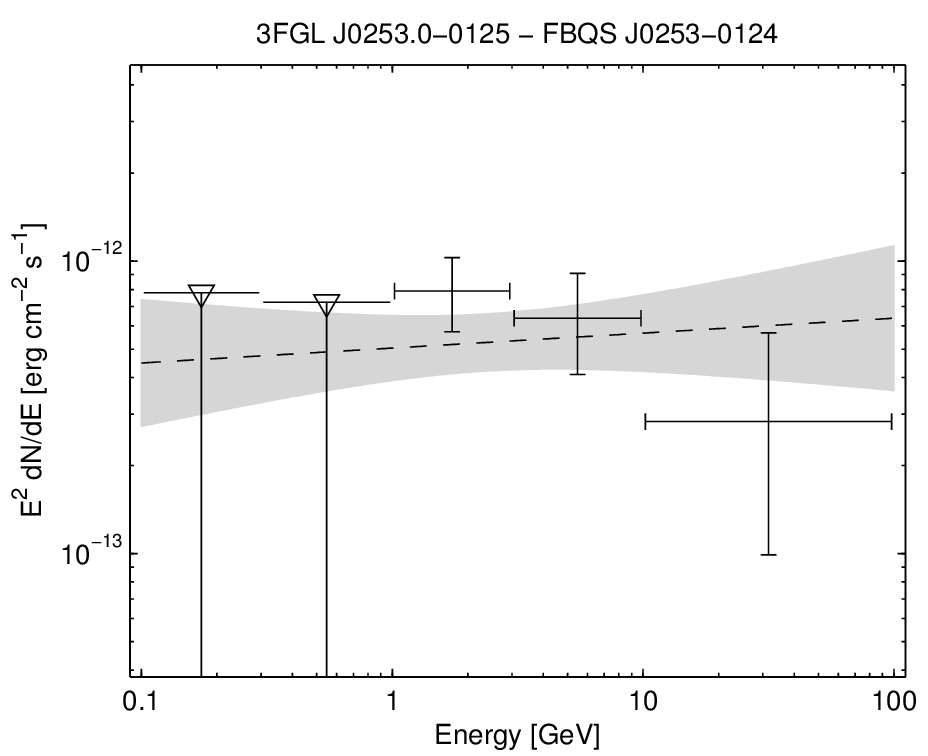 3FGL J0253.0−0125 − FBQS J0253−0124
E² dN/dE [erg cm⁻² s⁻¹]
10⁻¹²
10⁻¹³
0.1 1 10 100
Energy [GeV]